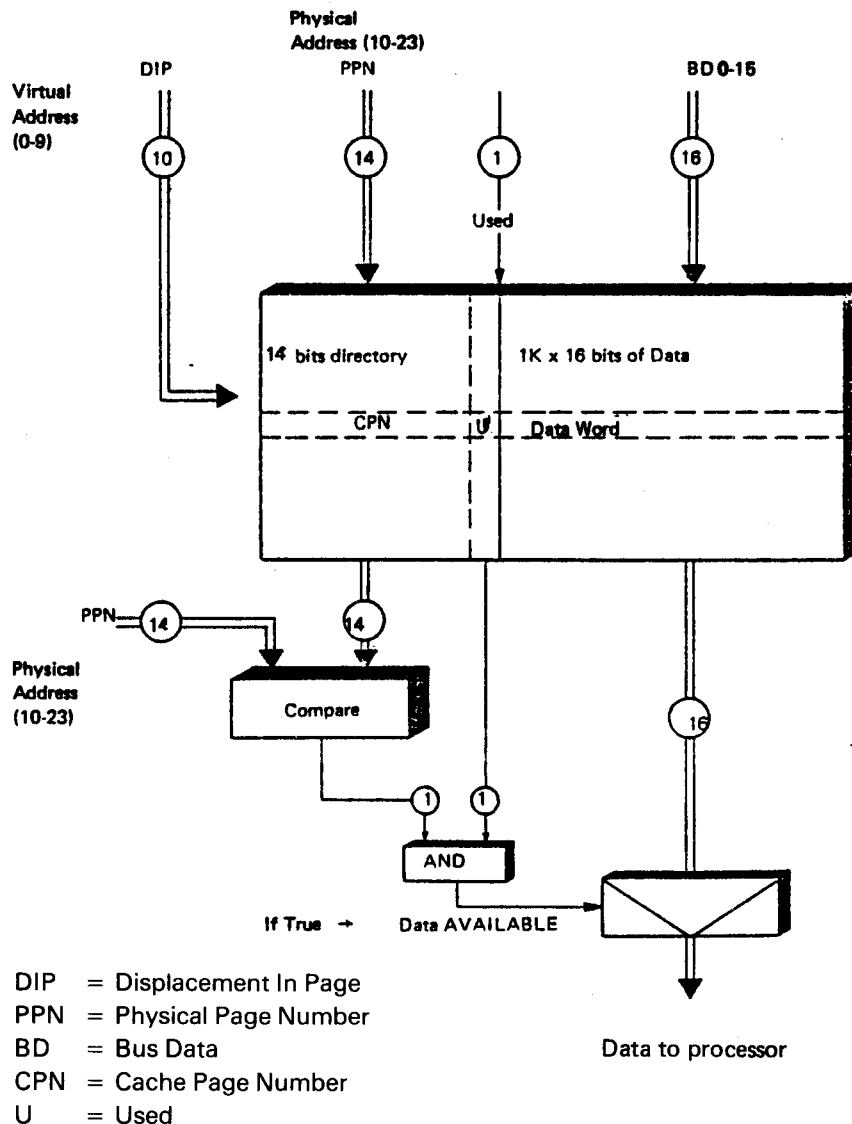 Physical
Address (10-23)
DIP
PPN
BD 0-15
Virtual
Address
(0-9)
10
14
1
16
Used
14 bits directory
1K x 16 bits of Data
CPN
U
Data Word
PPN
14
14
Physical
Address
(10-23)
Compare
16
1
1
AND
If True → Data AVAILABLE
DIP = Displacement In Page
PPN = Physical Page Number
BD = Bus Data
Data to processor
CPN = Cache Page Number
U = Used